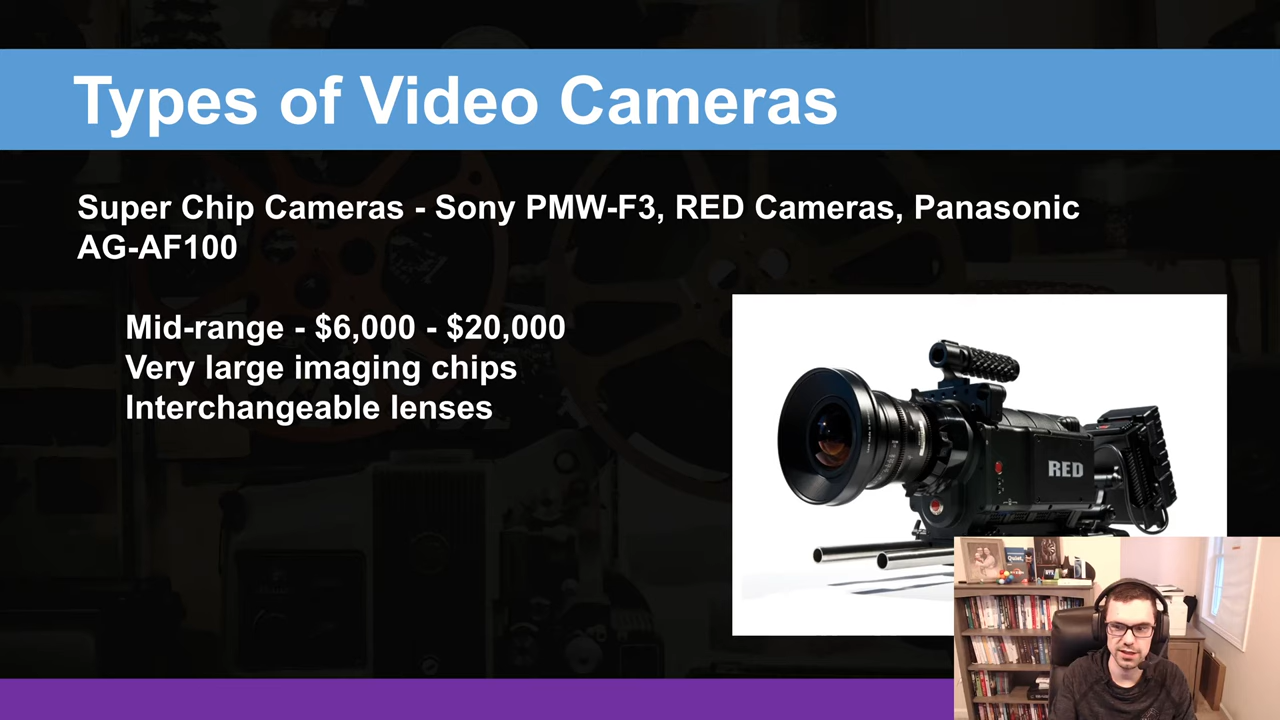 Types of Video Cameras
Super Chip Cameras - Sony PMW-F3, RED Cameras, Panasonic
AG-AF100
Mid-range - $6,000 - $20,000
Very large imaging chips
Interchangeable lenses
RED
Quiet,